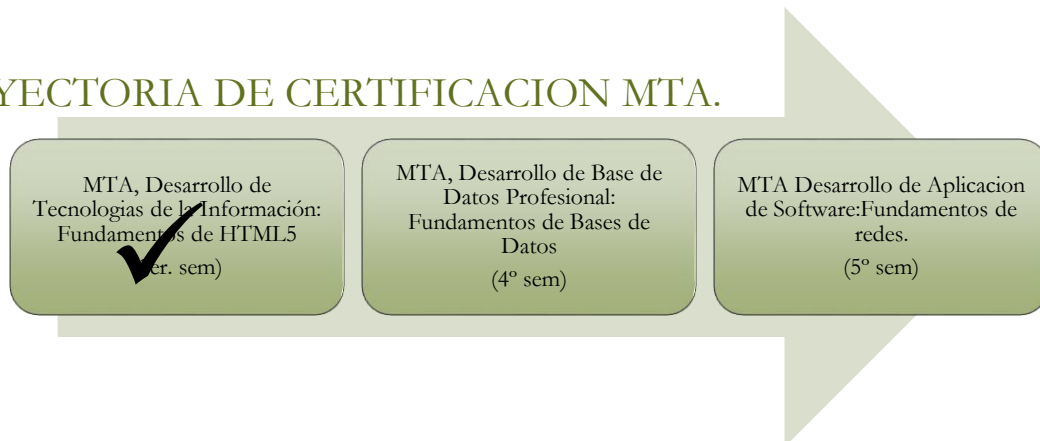 YECTORIA DE CERTIFICACION MTA.
MTA, Desarrollo de
Tecnologias de la Información:
Fundamentos de HTML5
er. sem)
MTA, Desarrollo de Base de
Datos Profesional:
Fundamentos de Bases de
Datos
(4º sem)
MTA Desarrollo de Aplicacion
de Software:Fundamentos de
redes.
(5º sem)